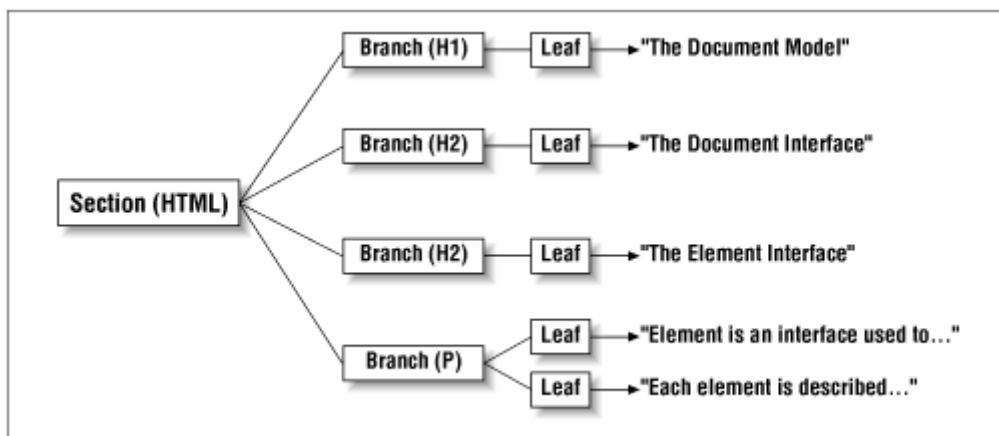 Branch (H1) Leaf "The Document Model"
Branch (H2) Leaf "The Document Interface"
Section (HTML)
Branch (H2) Leaf "The Element Interface"
Leaf "Element is an interface used to..."
Branch (P)
Leaf "Each element is described..."